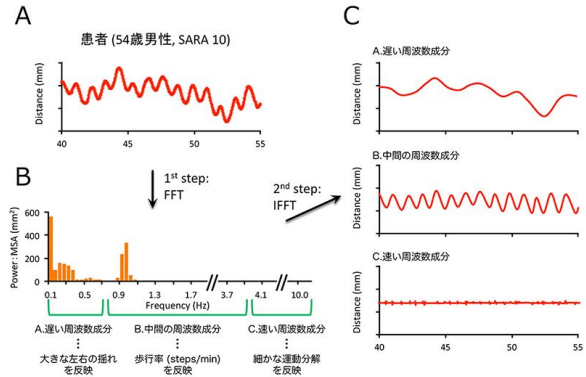 A
患者 (54歳男性, SARA 10)
Distance (mm)
40
45
50
55
B
1st step:
FFT
2nd step:
IFFT
Power: MSA (mm²)
600
400
200
0
0.1
0.5
0.9
1.3
1.7
3.7
4.1
10.0
Frequency (Hz)
A.遅い周波数成分
⋮
大きな左右の揺れ
を反映
B.中間の周波数成分
⋮
歩行率 (steps/min)
を反映
C.速い周波数成分
⋮
細かな運動分解
を反映
C
A.遅い周波数成分
Distance (mm)
40
45
50
55
B.中間の周波数成分
Distance (mm)
C.速い周波数成分
Distance (mm)
40
45
50
55